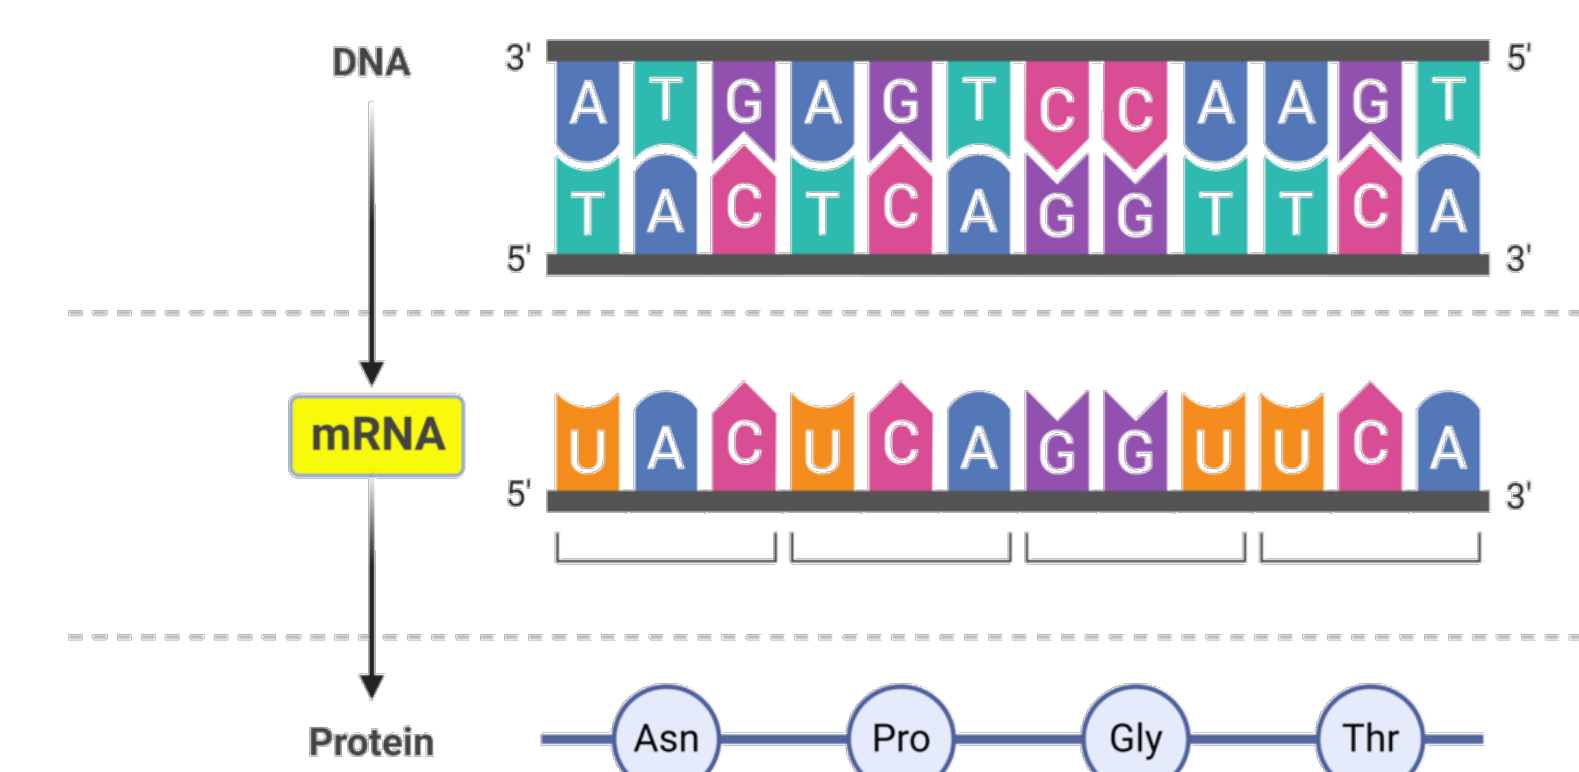 DNA
3' A T G A G T C C A A G T 5'
5' T A C T C A G G T T C A 3'
mRNA
5' U A C U C A G G U U C A 3'
Protein
Asn Pro Gly Thr